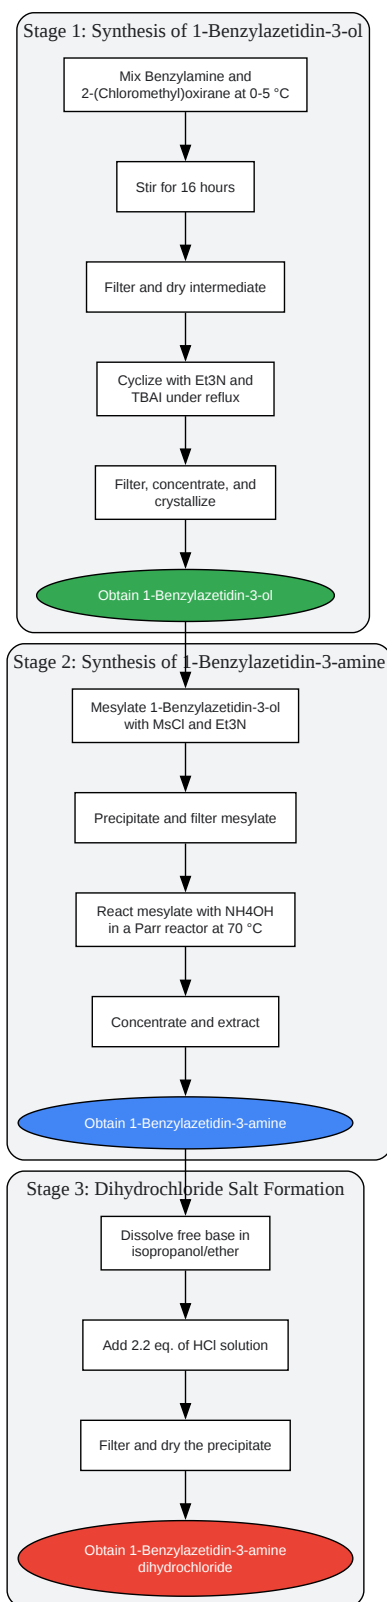 Stage 1: Synthesis of 1-Benzylazetidin-3-ol
Mix Benzylamine and
2-(Chloromethyl)oxirane at 0-5 °C
Stir for 16 hours
Filter and dry intermediate
Cyclize with Et3N and
TBAI under reflux
Filter, concentrate, and
crystallize
Obtain 1-Benzylazetidin-3-ol
Stage 2: Synthesis of 1-Benzylazetidin-3-amine
Mesylate 1-Benzylazetidin-3-ol
with MsCl and Et3N
Precipitate and filter mesylate
React mesylate with NH4OH
in a Parr reactor at 70 °C
Concentrate and extract
Obtain 1-Benzylazetidin-3-amine
Stage 3: Dihydrochloride Salt Formation
Dissolve free base in
isopropanol/ether
Add 2.2 eq. of HCl solution
Filter and dry the precipitate
Obtain 1-Benzylazetidin-3-amine
dihydrochloride